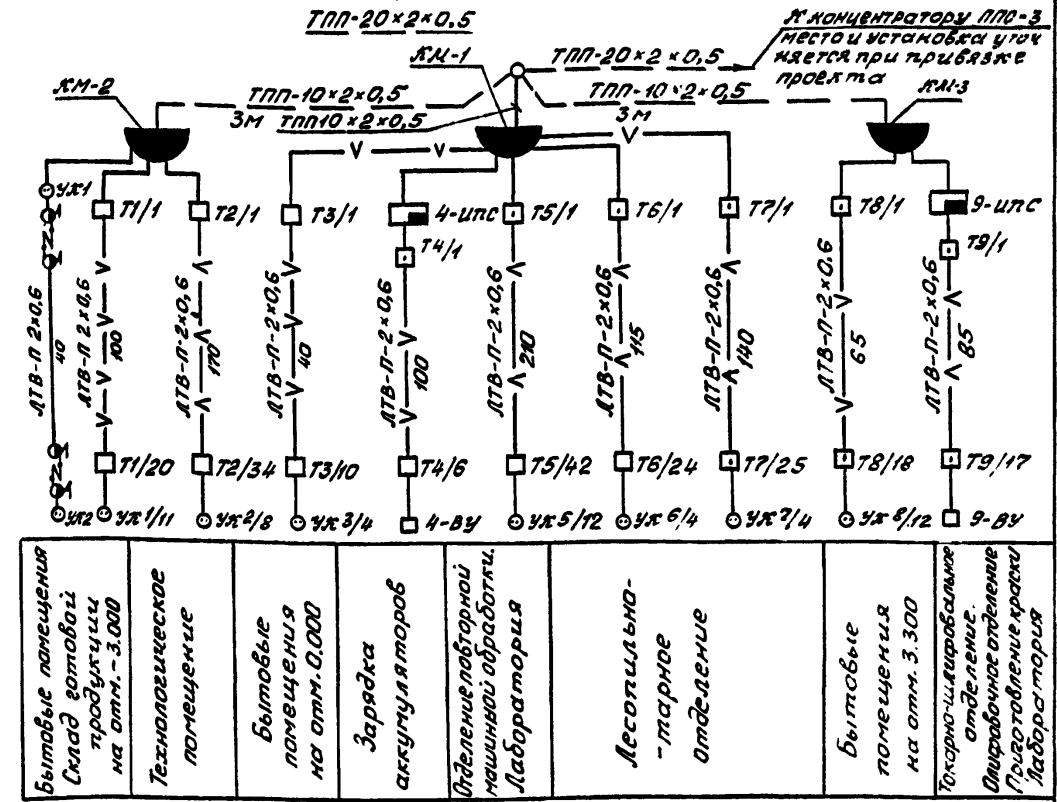 ТПП-20×2×0,5
К концентратору ППС-3
место и установка уточ
няется при привязке
проекта
КМ-1
ТПП-20×2×0,5
КМ-2
ТПП-10×2×0,5
ТПП-10×2×0,5
КМ-3
3м ТПП10×2×0,5
3м
УК1
Т1/1
Т2/1
Т3/1
4-ИПС
Т5/1
Т6/1
Т7/1
Т8/1
9-ИПС
Т4/1
Т9/1
ЛТВ-П 2×0,6
40
ЛТВ-П 2×0,6
100
ЛТВ-П-2×0,6
170
ЛТВ-П-2×0,6
40
ЛТВ-П-2×0,6
100
ЛТВ-П-2×0,6
210
ЛТВ-П-2×0,6
115
ЛТВ-П-2×0,6
140
ЛТВ-П-2×0,6
65
ЛТВ-П-2×0,6
85
Т1/20
Т2/34
Т3/10
Т4/6
Т5/42
Т6/24
Т7/25
Т8/18
Т9/17
УК2
УК1/11
УК2/8
УК3/4
4-ВУ
УК5/12
УК6/4
УК7/4
УК8/12
9-ВУ
Бытовые помещения
Склад готовой
продукции
на отм.-3.000
Технологическое
помещение
Бытовые
помещения
на отм. 0.000
Зарядка
аккумуляторов
Отделение повторной
машинной обработки.
Лаборатория
Лесопильно-
-тарное
отделение
Бытовые
помещения
на отм. 3.300
Токарно-шлифовальное
отделение.
Олифовочное отделение
Приготовление краски
Лаборатория